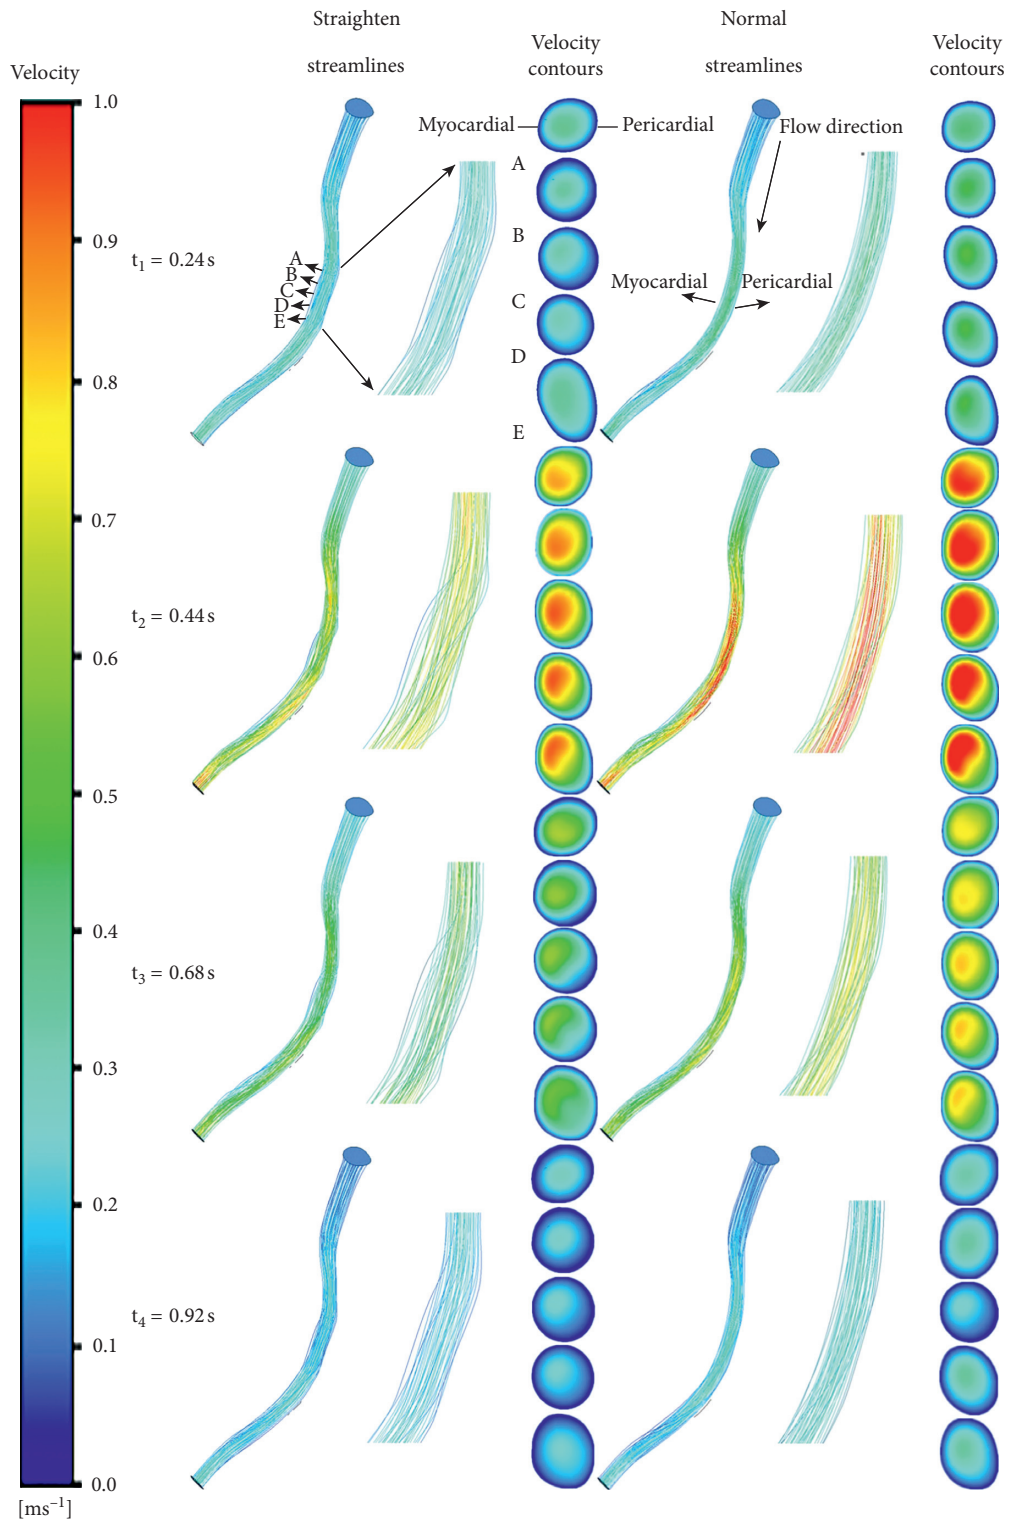 Straighten
Normal
Velocity
streamlines
Velocity
contours
streamlines
Velocity
contours
1.0
0.9
0.8
0.7
0.6
0.5
0.4
0.3
0.2
0.1
0.0
[ms⁻¹]
Myocardial
Pericardial
Flow direction
A
B
C
D
E
t₁ = 0.24 s
A
B
C
D
E
Myocardial
Pericardial
t₂ = 0.44 s
t₃ = 0.68 s
t₄ = 0.92 s